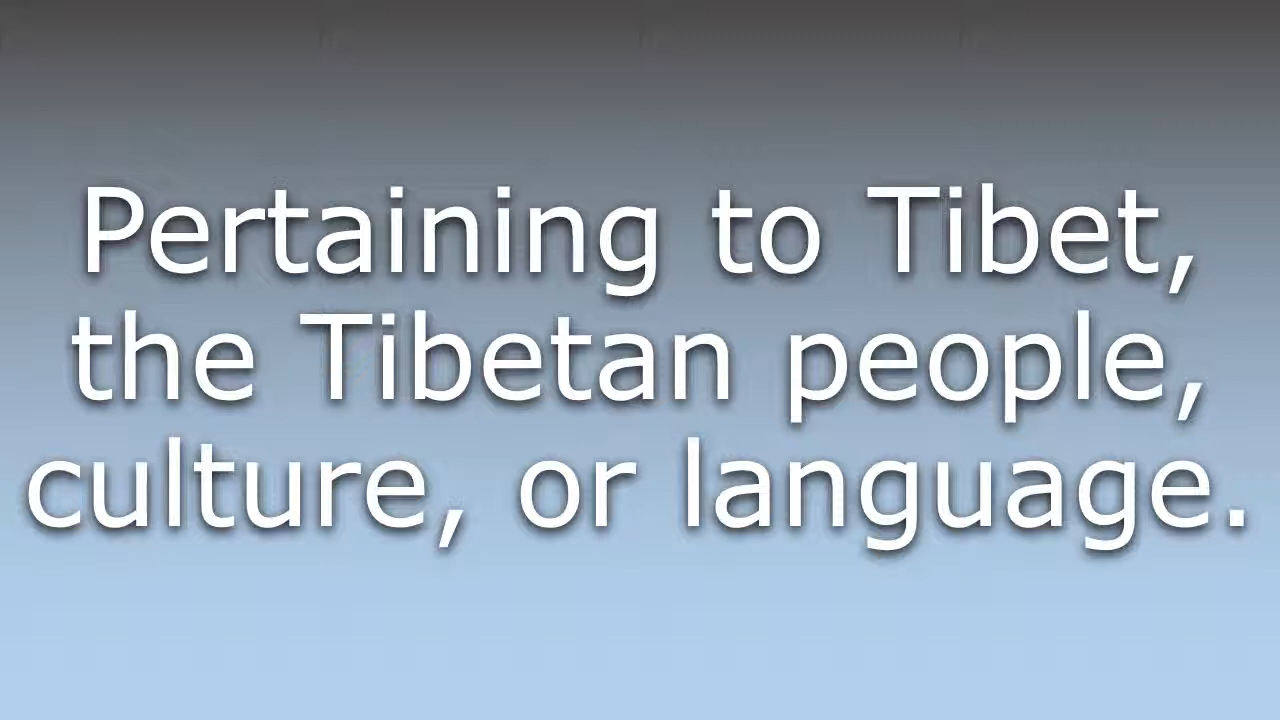 Pertaining to Tibet,
the Tibetan people,
culture, or language.